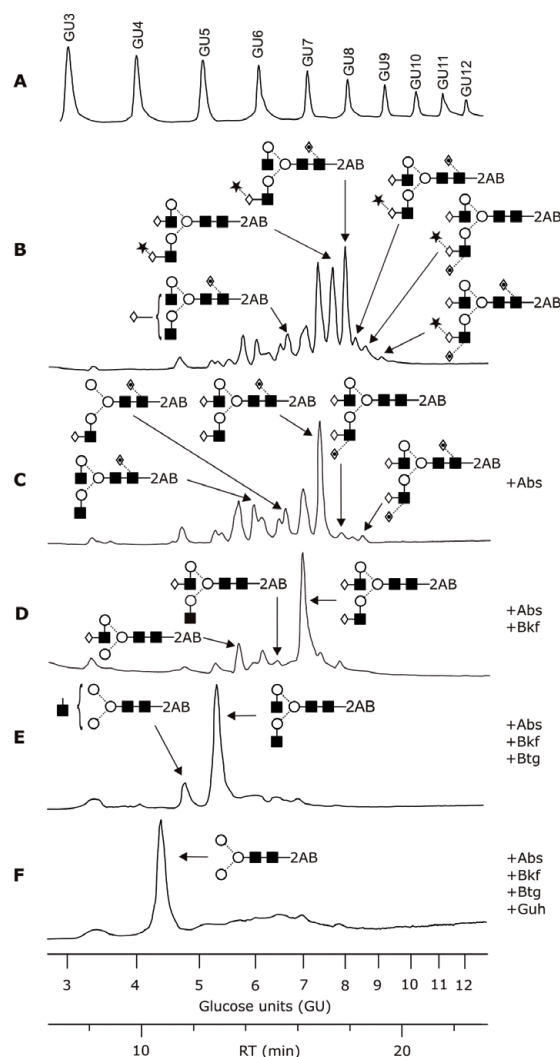 GU3
GU4
GU5
GU6
GU7
GU8
GU9
GU10
GU11
GU12
A
2AB
2AB
2AB
2AB
B
2AB
2AB
2AB
2AB
2AB
2AB
C
2AB
2AB
+Abs
2AB
2AB
D
2AB
+Abs
+Bkf
2AB
2AB
E
+Abs
+Bkf
+Btg
2AB
F
+Abs
+Bkf
+Btg
+Guh
3 4 5 6 7 8 9 10 11 12
Glucose units (GU)
10 RT (min) 20